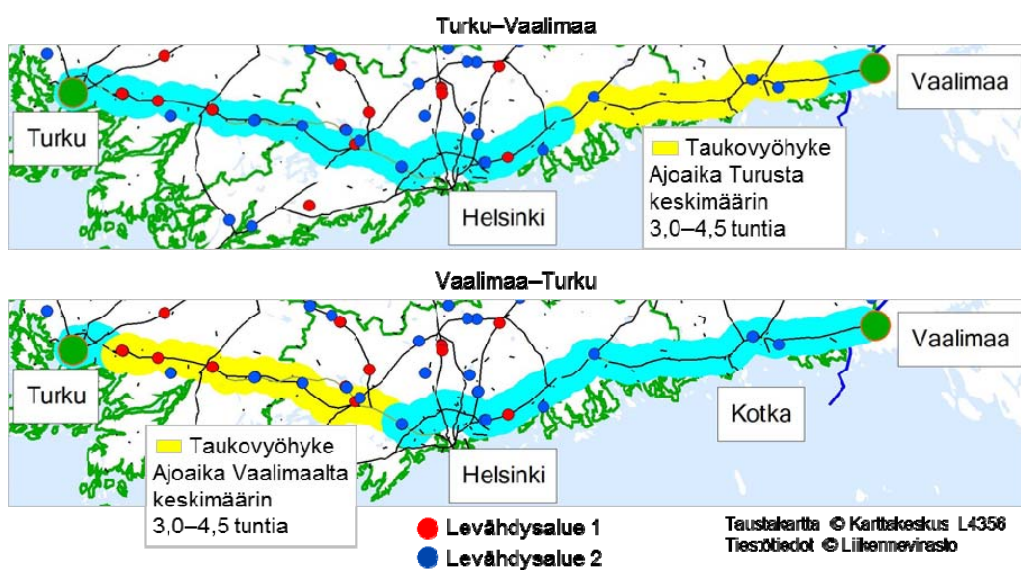 Turku–Vaalimaa
Vaalimaa
Turku
Helsinki
Taukovyöhyke
Ajoaika Turusta
keskimäärin
3,0–4,5 tuntia
Vaalimaa–Turku
Vaalimaa
Turku
Kotka
Helsinki
Taukovyöhyke
Ajoaika Vaalimaalta
keskimäärin
3,0–4,5 tuntia
Levähdysalue 1
Levähdysalue 2
Taustakartta © Karttakeskus L4356
Tiestötiedot © Liikennevirasto